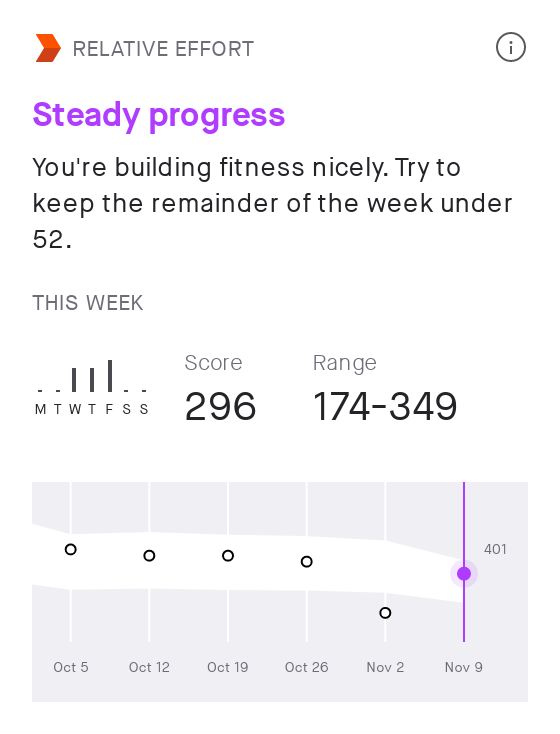 RELATIVE EFFORT
Steady progress
You're building fitness nicely. Try to
keep the remainder of the week under
52.
THIS WEEK
Score Range
296 174-349
M T W T F S S
401
Oct 5 Oct 12 Oct 19 Oct 26 Nov 2 Nov 9